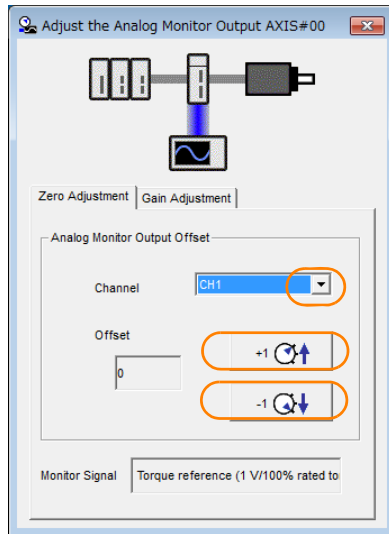 Adjust the Analog Monitor Output AXIS#00
Zero Adjustment Gain Adjustment
Analog Monitor Output Offset
Channel CH1
Offset
0
+1
-1
Monitor Signal Torque reference (1 V/100% rated to